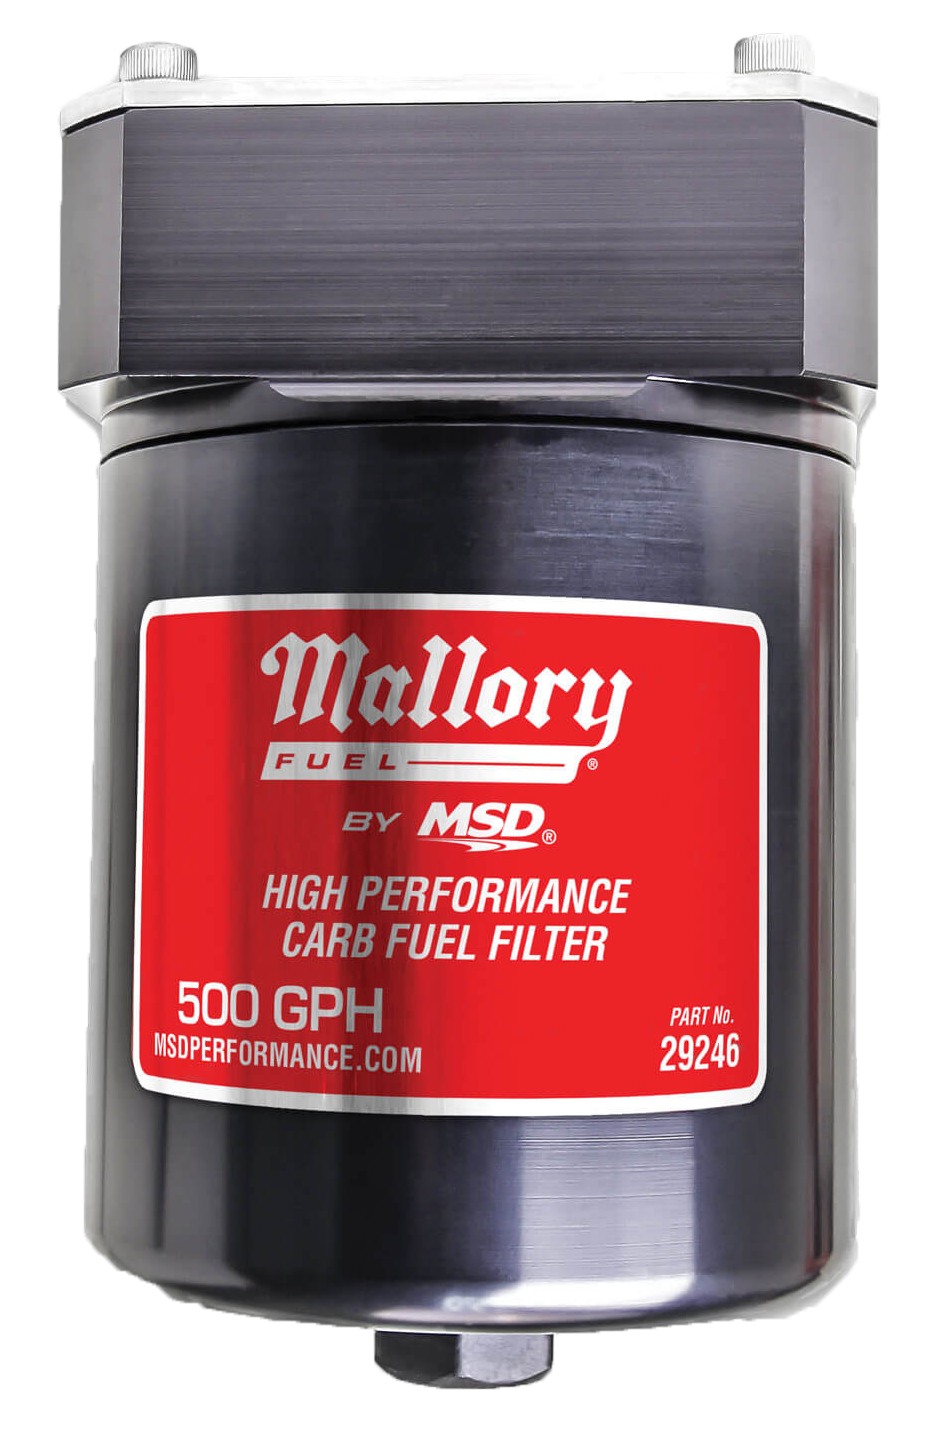 Mallory
FUEL ®
BY MSD®
HIGH PERFORMANCE
CARB FUEL FILTER
500 GPH
MSDPERFORMANCE.COM
PART No.
29246